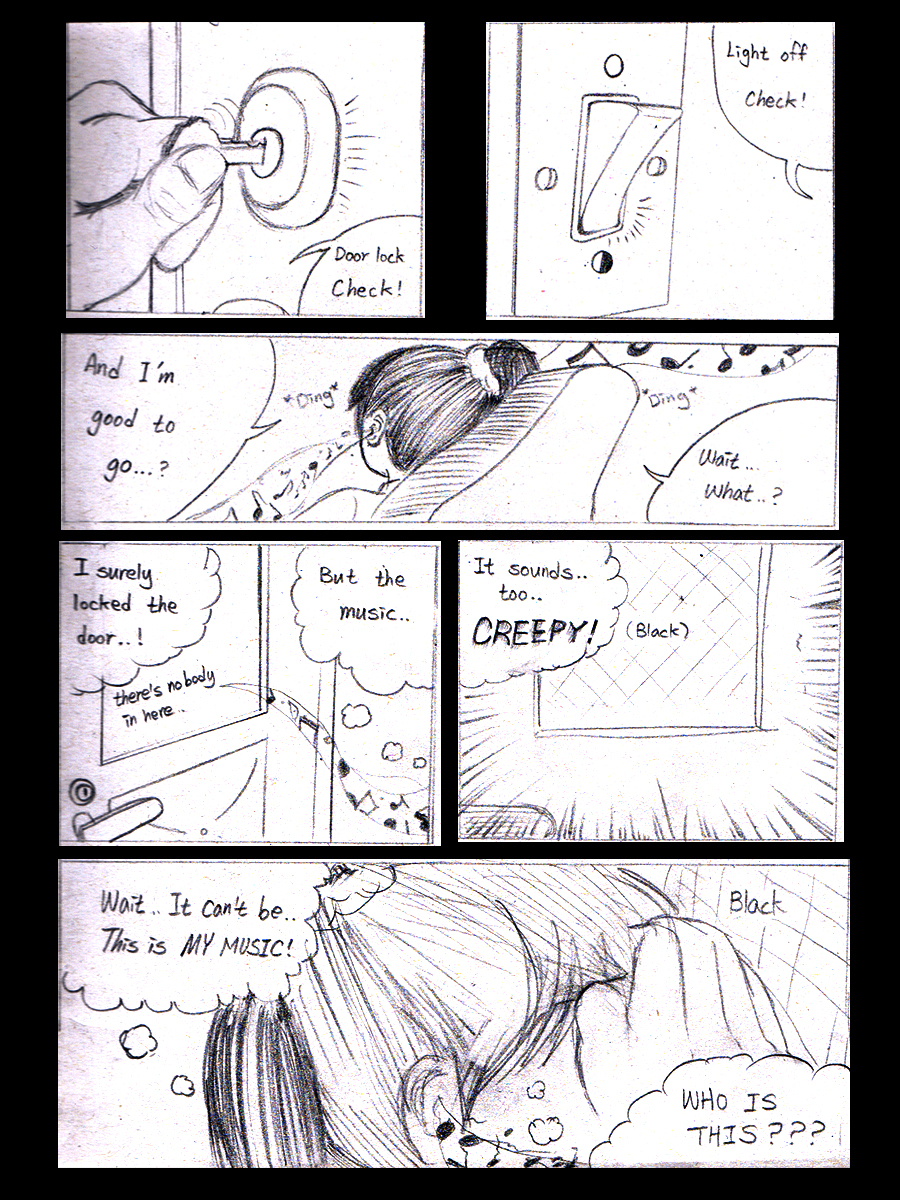 Door lock
Check!
Light off
Check!
And I'm
good to
go...?
*Ding*
*Ding*
Wait...
What..?
I surely
locked the
door..!
there's nobody
in here..
But the
music..
It sounds..
too..
CREEPY!
(Black)
Wait.. It can't be..
This is MY MUSIC!
Black
WHO IS
THIS???